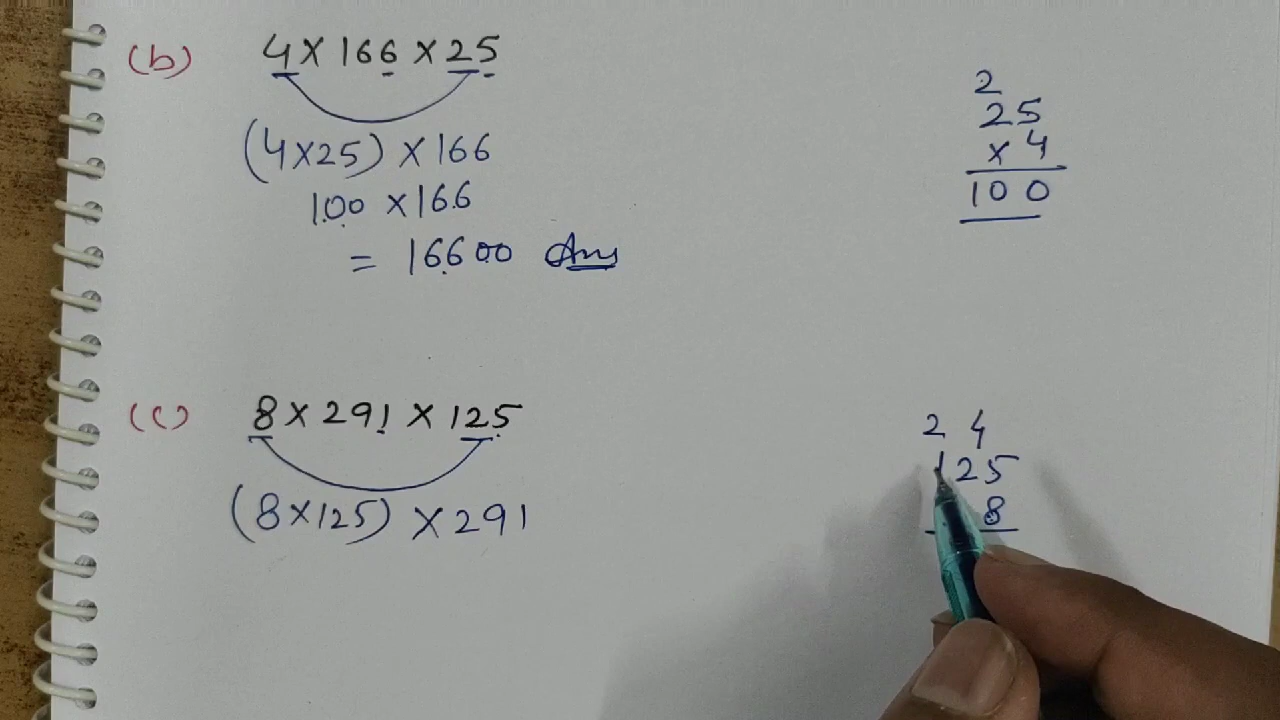 (b) 4 × 166 × 25
(4×25) × 166
100 × 166
= 16600 Ans
2
25
× 4
100
(c) 8 × 291 × 125
(8×125) × 291
2 4
125
8